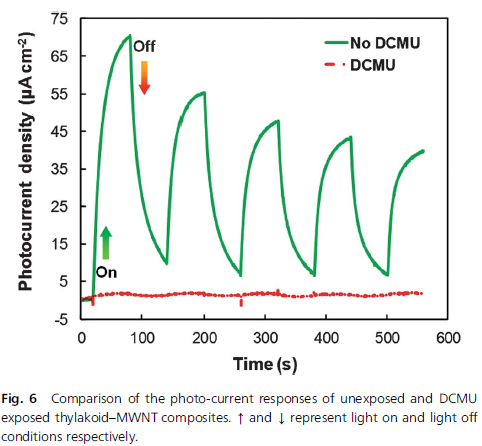 75
65
55
45
35
25
15
5
-5
Photocurrent density (µA cm-2)
Off
On
No DCMU
DCMU
0
100
200
300
400
500
600
Time (s)
Fig. 6 Comparison of the photo-current responses of unexposed and DCMU
exposed thylakoid–MWNT composites. ↑ and ↓ represent light on and light off
conditions respectively.